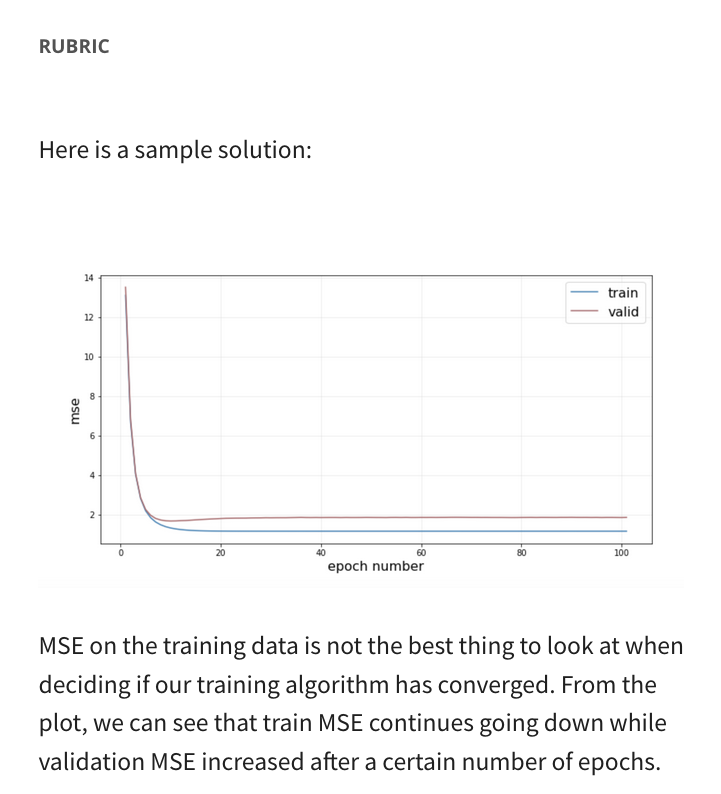 RUBRIC
Here is a sample solution:
14
12
10
8
6
4
2
mse
train
valid
0 20 40 60 80 100
epoch number
MSE on the training data is not the best thing to look at when
deciding if our training algorithm has converged. From the
plot, we can see that train MSE continues going down while
validation MSE increased after a certain number of epochs.